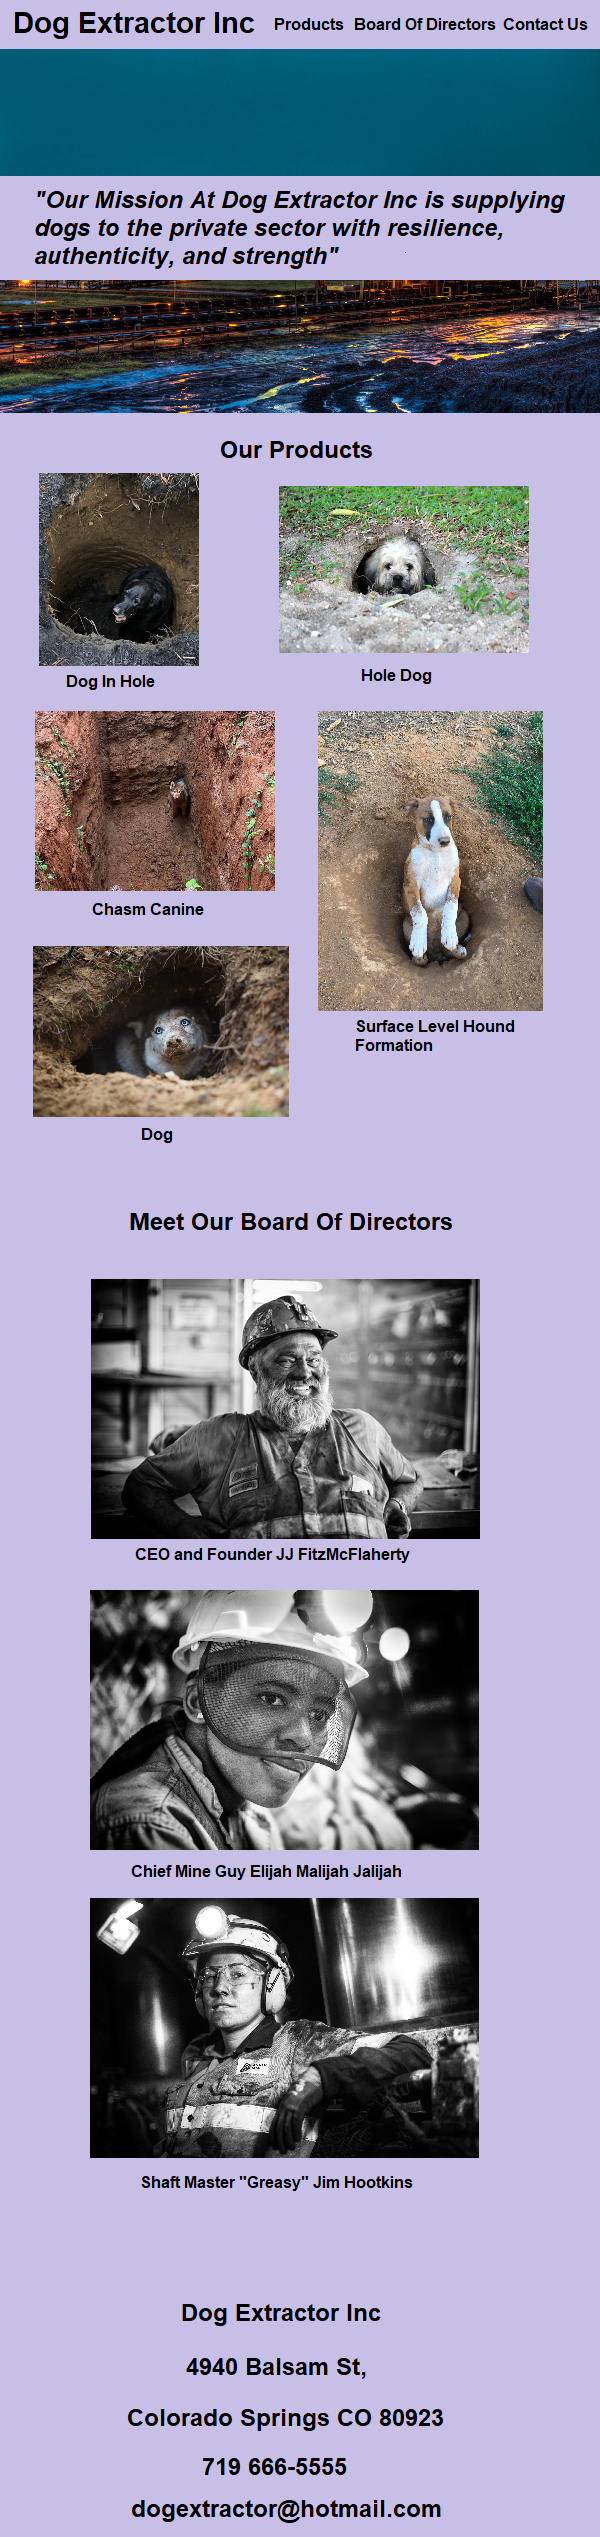 Dog Extractor Inc Products Board Of Directors Contact Us
"Our Mission At Dog Extractor Inc is supplying
dogs to the private sector with resilience,
authenticity, and strength"
Our Products
Dog In Hole
Hole Dog
Chasm Canine
Surface Level Hound
Formation
Dog
Meet Our Board Of Directors
CEO and Founder JJ FitzMcFlaherty
Chief Mine Guy Elijah Malijah Jalijah
Shaft Master "Greasy" Jim Hootkins
Dog Extractor Inc
4940 Balsam St,
Colorado Springs CO 80923
719 666-5555
dogextractor@hotmail.com